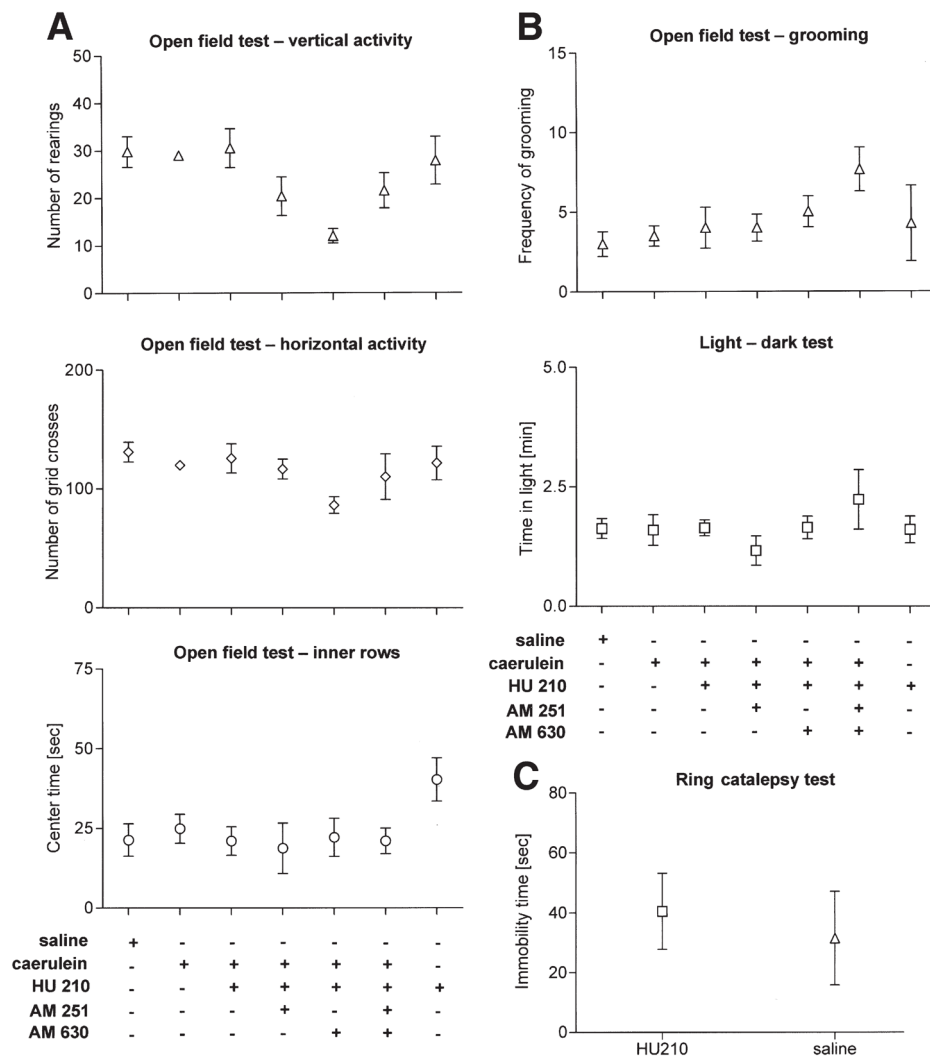 A
Open field test – vertical activity
Number of rearings
50
40
30
20
10
0
Open field test – horizontal activity
Number of grid crosses
200
100
0
Open field test – inner rows
Center time [sec]
75
50
25
0
saline + - - - - - -
caerulein - + + + + + -
HU 210 - - + + + + +
AM 251 - - - + - + -
AM 630 - - - - + + -
B
Open field test – grooming
Frequency of grooming
15
10
5
0
Light – dark test
Time in light [min]
5.0
2.5
0.0
saline + - - - - - -
caerulein - + + + + + -
HU 210 - - + + + + +
AM 251 - - - + - + -
AM 630 - - - - + + -
C
Ring catalepsy test
Immobility time [sec]
80
60
40
20
0
HU210 saline